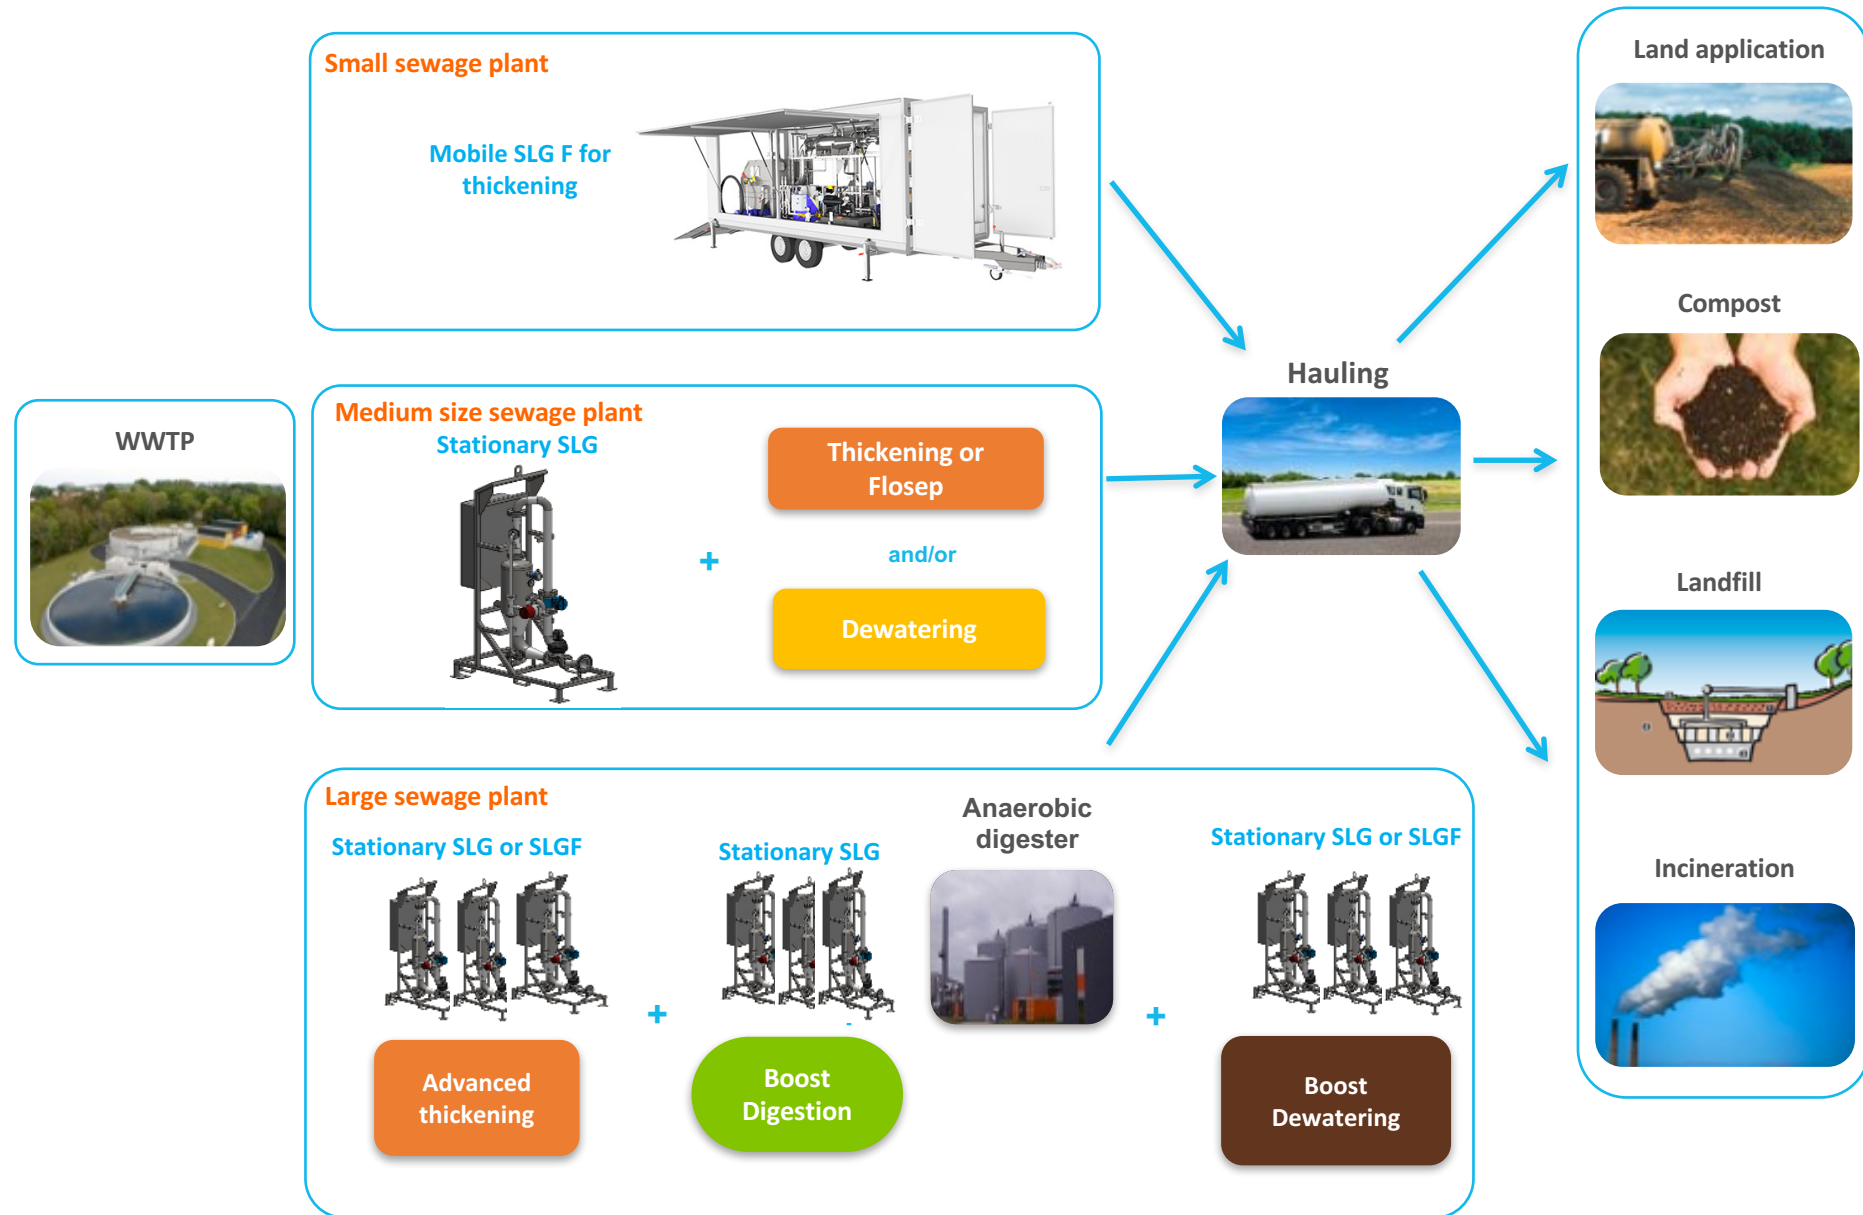 Small sewage plant
Mobile SLG F for
thickening
WWTP
Medium size sewage plant
Stationary SLG
+
Thickening or
Flosep
and/or
Dewatering
Hauling
Large sewage plant
Stationary SLG or SLGF
+
Advanced
thickening
Stationary SLG
Boost
Digestion
Anaerobic
digester
+
Stationary SLG or SLGF
Boost
Dewatering
Land application
Compost
Landfill
Incineration